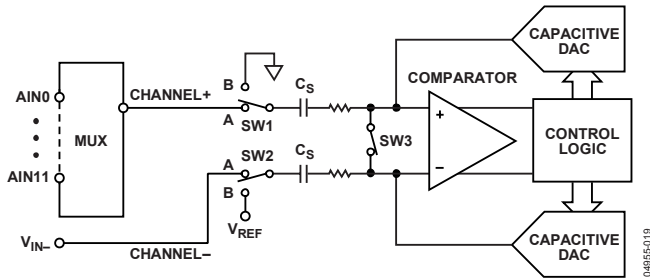 CAPACITIVE
DAC
COMPARATOR
B
CS
AIN0
CHANNEL+
A
SW1
+
MUX
SW3
CONTROL
LOGIC
A
SW2
CS
−
AIN11
B
VIN–
VREF
CHANNEL–
CAPACITIVE
DAC
04955-019